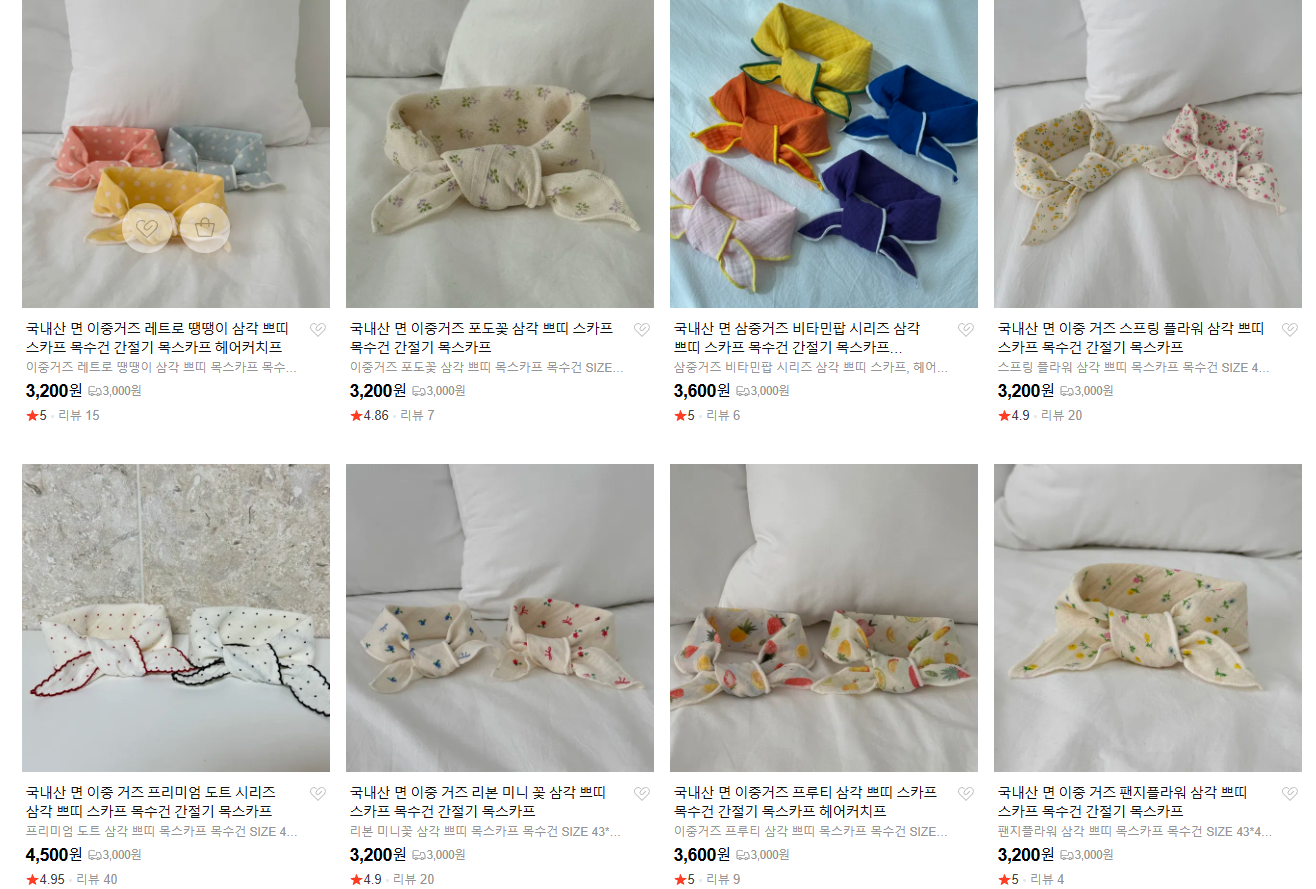 국내산 면 이중거즈 레트로 땡땡이 삼각 쁘띠
스카프 목수건 간절기 목스카프 헤어커치프
이중거즈 레트로 땡땡이 삼각 쁘띠 목스카프 목수...
3,200원 3,000원
★5 · 리뷰 15
국내산 면 이중거즈 포도꽃 삼각 쁘띠 스카프
목수건 간절기 목스카프
이중거즈 포도꽃 삼각 쁘띠 목스카프 목수건 SIZE...
3,200원 3,000원
★4.86 · 리뷰 7
국내산 면 삼중거즈 비타민팝 시리즈 삼각
쁘띠 스카프 목수건 간절기 목스카프...
삼중거즈 비타민팝 시리즈 삼각 쁘띠 스카프, 헤어...
3,600원 3,000원
★5 · 리뷰 6
국내산 면 이중 거즈 스프링 플라워 삼각 쁘띠
스카프 목수건 간절기 목스카프
스프링 플라워 삼각 쁘띠 목스카프 목수건 SIZE 4...
3,200원 3,000원
★4.9 · 리뷰 20
국내산 면 이중 거즈 프리미엄 도트 시리즈
삼각 쁘띠 스카프 목수건 간절기 목스카프
프리미엄 도트 삼각 쁘띠 목스카프 목수건 SIZE 4...
4,500원 3,000원
★4.95 · 리뷰 40
국내산 면 이중 거즈 리본 미니 꽃 삼각 쁘띠
스카프 목수건 간절기 목스카프
리본 미니꽃 삼각 쁘띠 목스카프 목수건 SIZE 43*...
3,200원 3,000원
★4.9 · 리뷰 20
국내산 면 이중거즈 프루티 삼각 쁘띠 스카프
목수건 간절기 목스카프 헤어커치프
이중거즈 프루티 삼각 쁘띠 목스카프 목수건 SIZE...
3,600원 3,000원
★5 · 리뷰 9
국내산 면 이중 거즈 팬지플라워 삼각 쁘띠
스카프 목수건 간절기 목스카프
팬지플라워 삼각 쁘띠 목스카프 목수건 SIZE 43*4...
3,200원 3,000원
★5 · 리뷰 4